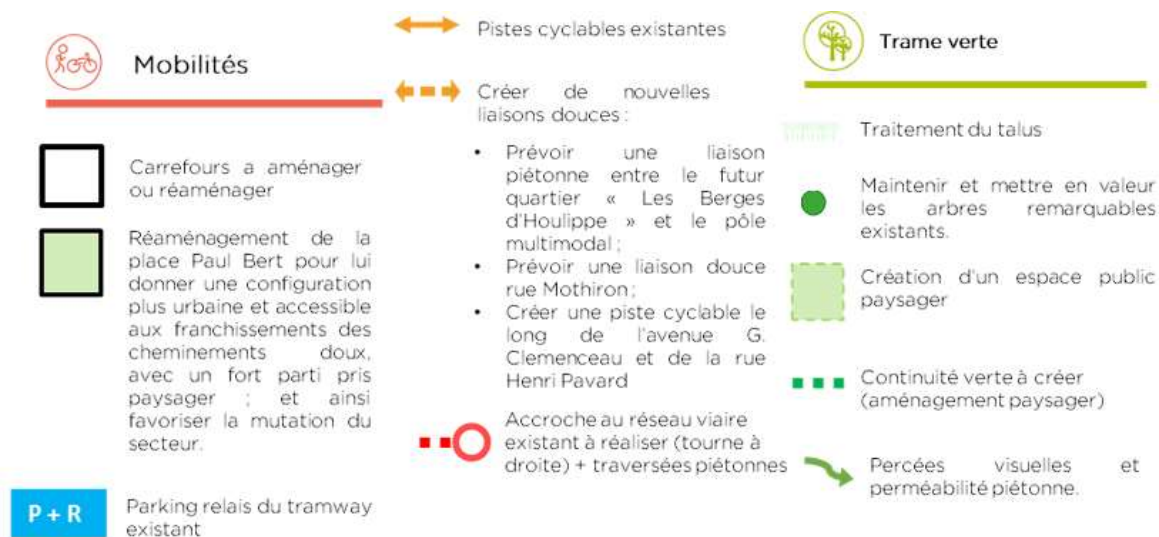 Mobilités
Carrefours a aménager
ou réaménager
Réaménagement de la
place Paul Bert pour lui
donner une configuration
plus urbaine et accessible
aux franchissements des
cheminements doux,
avec un fort parti pris
paysager ; et ainsi
favoriser la mutation du
secteur.
P + R
Parking relais du tramway
existant
Pistes cyclables existantes
Créer de nouvelles
liaisons douces :
• Prévoir une liaison
piétonne entre le futur
quartier « Les Berges
d'Houlippe » et le pôle
multimodal ;
• Prévoir une liaison douce
rue Mothiron ;
• Créer une piste cyclable le
long de l'avenue G.
Clemenceau et de la rue
Henri Pavard
Accroche au réseau viaire
existant à réaliser (tourne à
droite) + traversées piétonnes
Trame verte
Traitement du talus
Maintenir et mettre en valeur
les arbres remarquables
existants.
Création d'un espace public
paysager
Continuité verte à créer
(aménagement paysager)
Percées visuelles et
perméabilité piétonne.